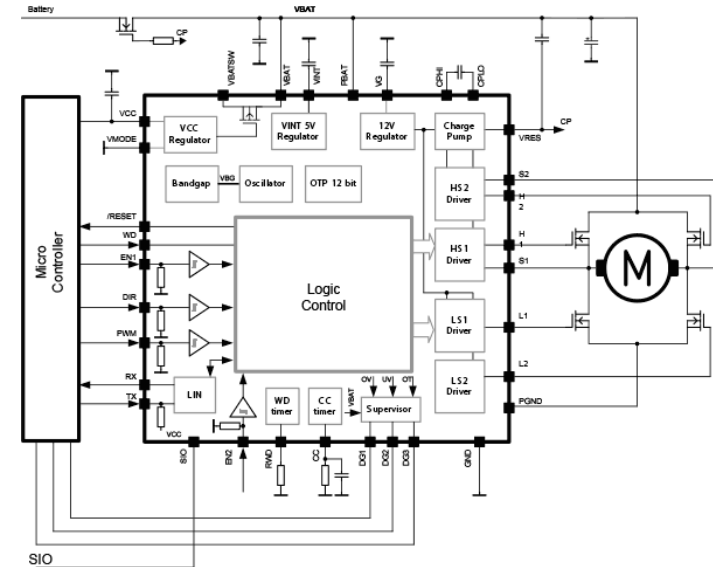 Battery
VBAT
CP
VBATSW
VBAT
VINT
PBAT
VG
CPHI
CPLO
VCC
VMODE
VCC
Regulator
VINT 5V
Regulator
12V
Regulator
Charge
Pump
VRES
CP
Bandgap
VBG
Oscillator
OTP 12 bit
HS2
Driver
S2
H
2
/RESET
WD
EN1
DIR
PWM
RX
TX
Micro
Controller
Logic
Control
HS1
Driver
H
1
S1
M
LS1
Driver
L1
LS2
Driver
L2
PGND
LIN
VCC
WD
timer
CC
timer
VBAT
OV
UV
OT
Supervisor
SIO
EN2
RWD
CC
DG1
DG2
DG3
GND
SIO